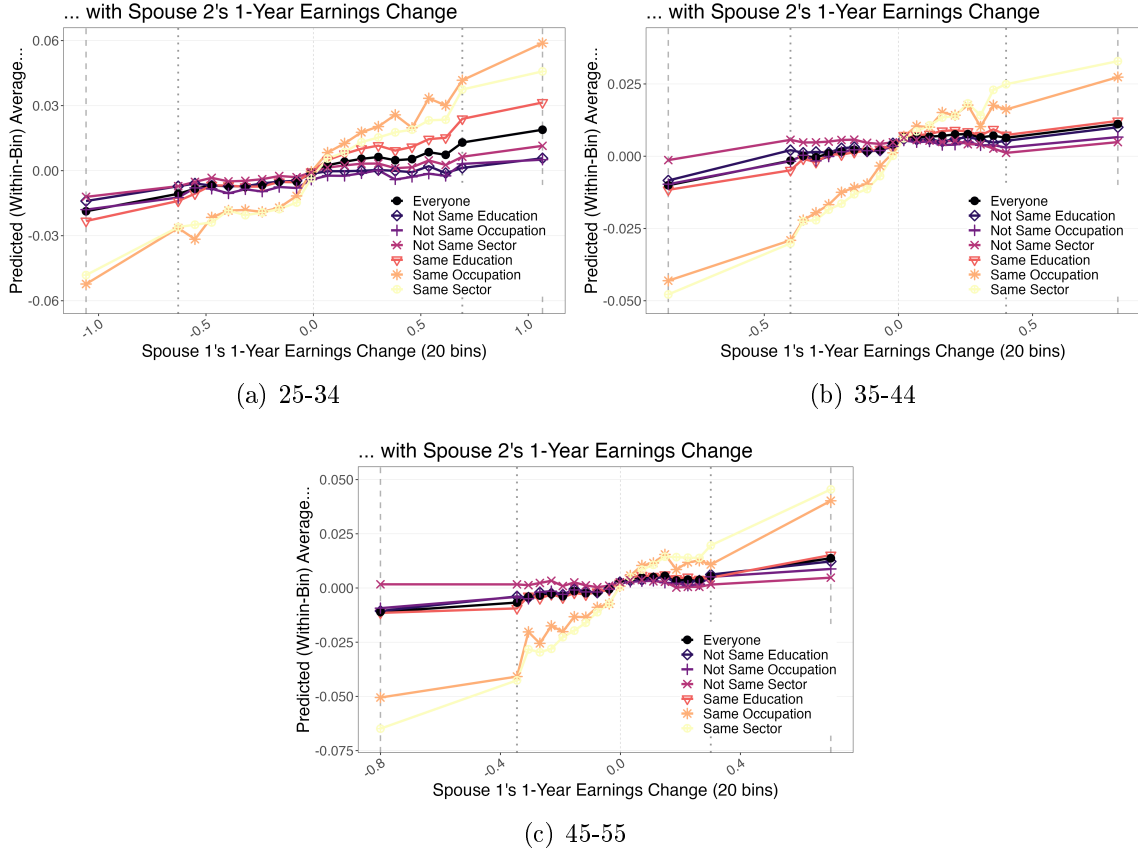 ... with Spouse 2's 1-Year Earnings Change
Predicted (Within-Bin) Average...
0.06
0.03
0.00
-0.03
-0.06
Everyone
Not Same Education
Not Same Occupation
Not Same Sector
Same Education
Same Occupation
Same Sector
-1.0
-0.5
0.0
0.5
1.0
Spouse 1's 1-Year Earnings Change (20 bins)
(a) 25-34
... with Spouse 2's 1-Year Earnings Change
Predicted (Within-Bin) Average...
0.025
0.000
-0.025
-0.050
Everyone
Not Same Education
Not Same Occupation
Not Same Sector
Same Education
Same Occupation
Same Sector
-0.5
0.0
0.5
Spouse 1's 1-Year Earnings Change (20 bins)
(b) 35-44
... with Spouse 2's 1-Year Earnings Change
Predicted (Within-Bin) Average...
0.050
0.025
0.000
-0.025
-0.050
-0.075
Everyone
Not Same Education
Not Same Occupation
Not Same Sector
Same Education
Same Occupation
Same Sector
-0.8
-0.4
0.0
0.4
Spouse 1's 1-Year Earnings Change (20 bins)
(c) 45-55